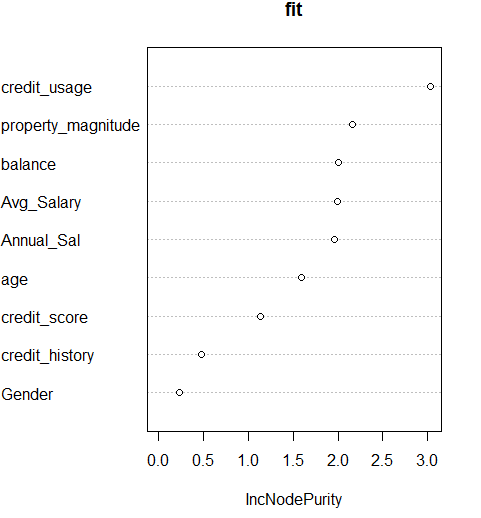 fit
credit_usage
property_magnitude
balance
Avg_Salary
Annual_Sal
age
credit_score
credit_history
Gender
0.0 0.5 1.0 1.5 2.0 2.5 3.0
IncNodePurity